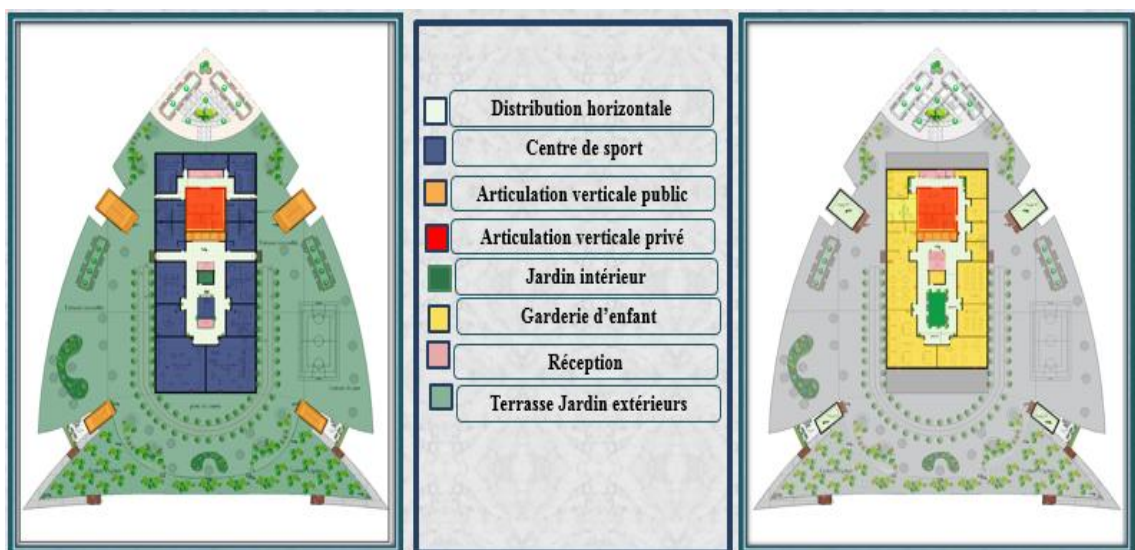 Distribution horizontale
Centre de sport
Articulation verticale public
Articulation verticale privé
Jardin intérieur
Garderie d'enfant
Réception
Terrasse Jardin extérieurs